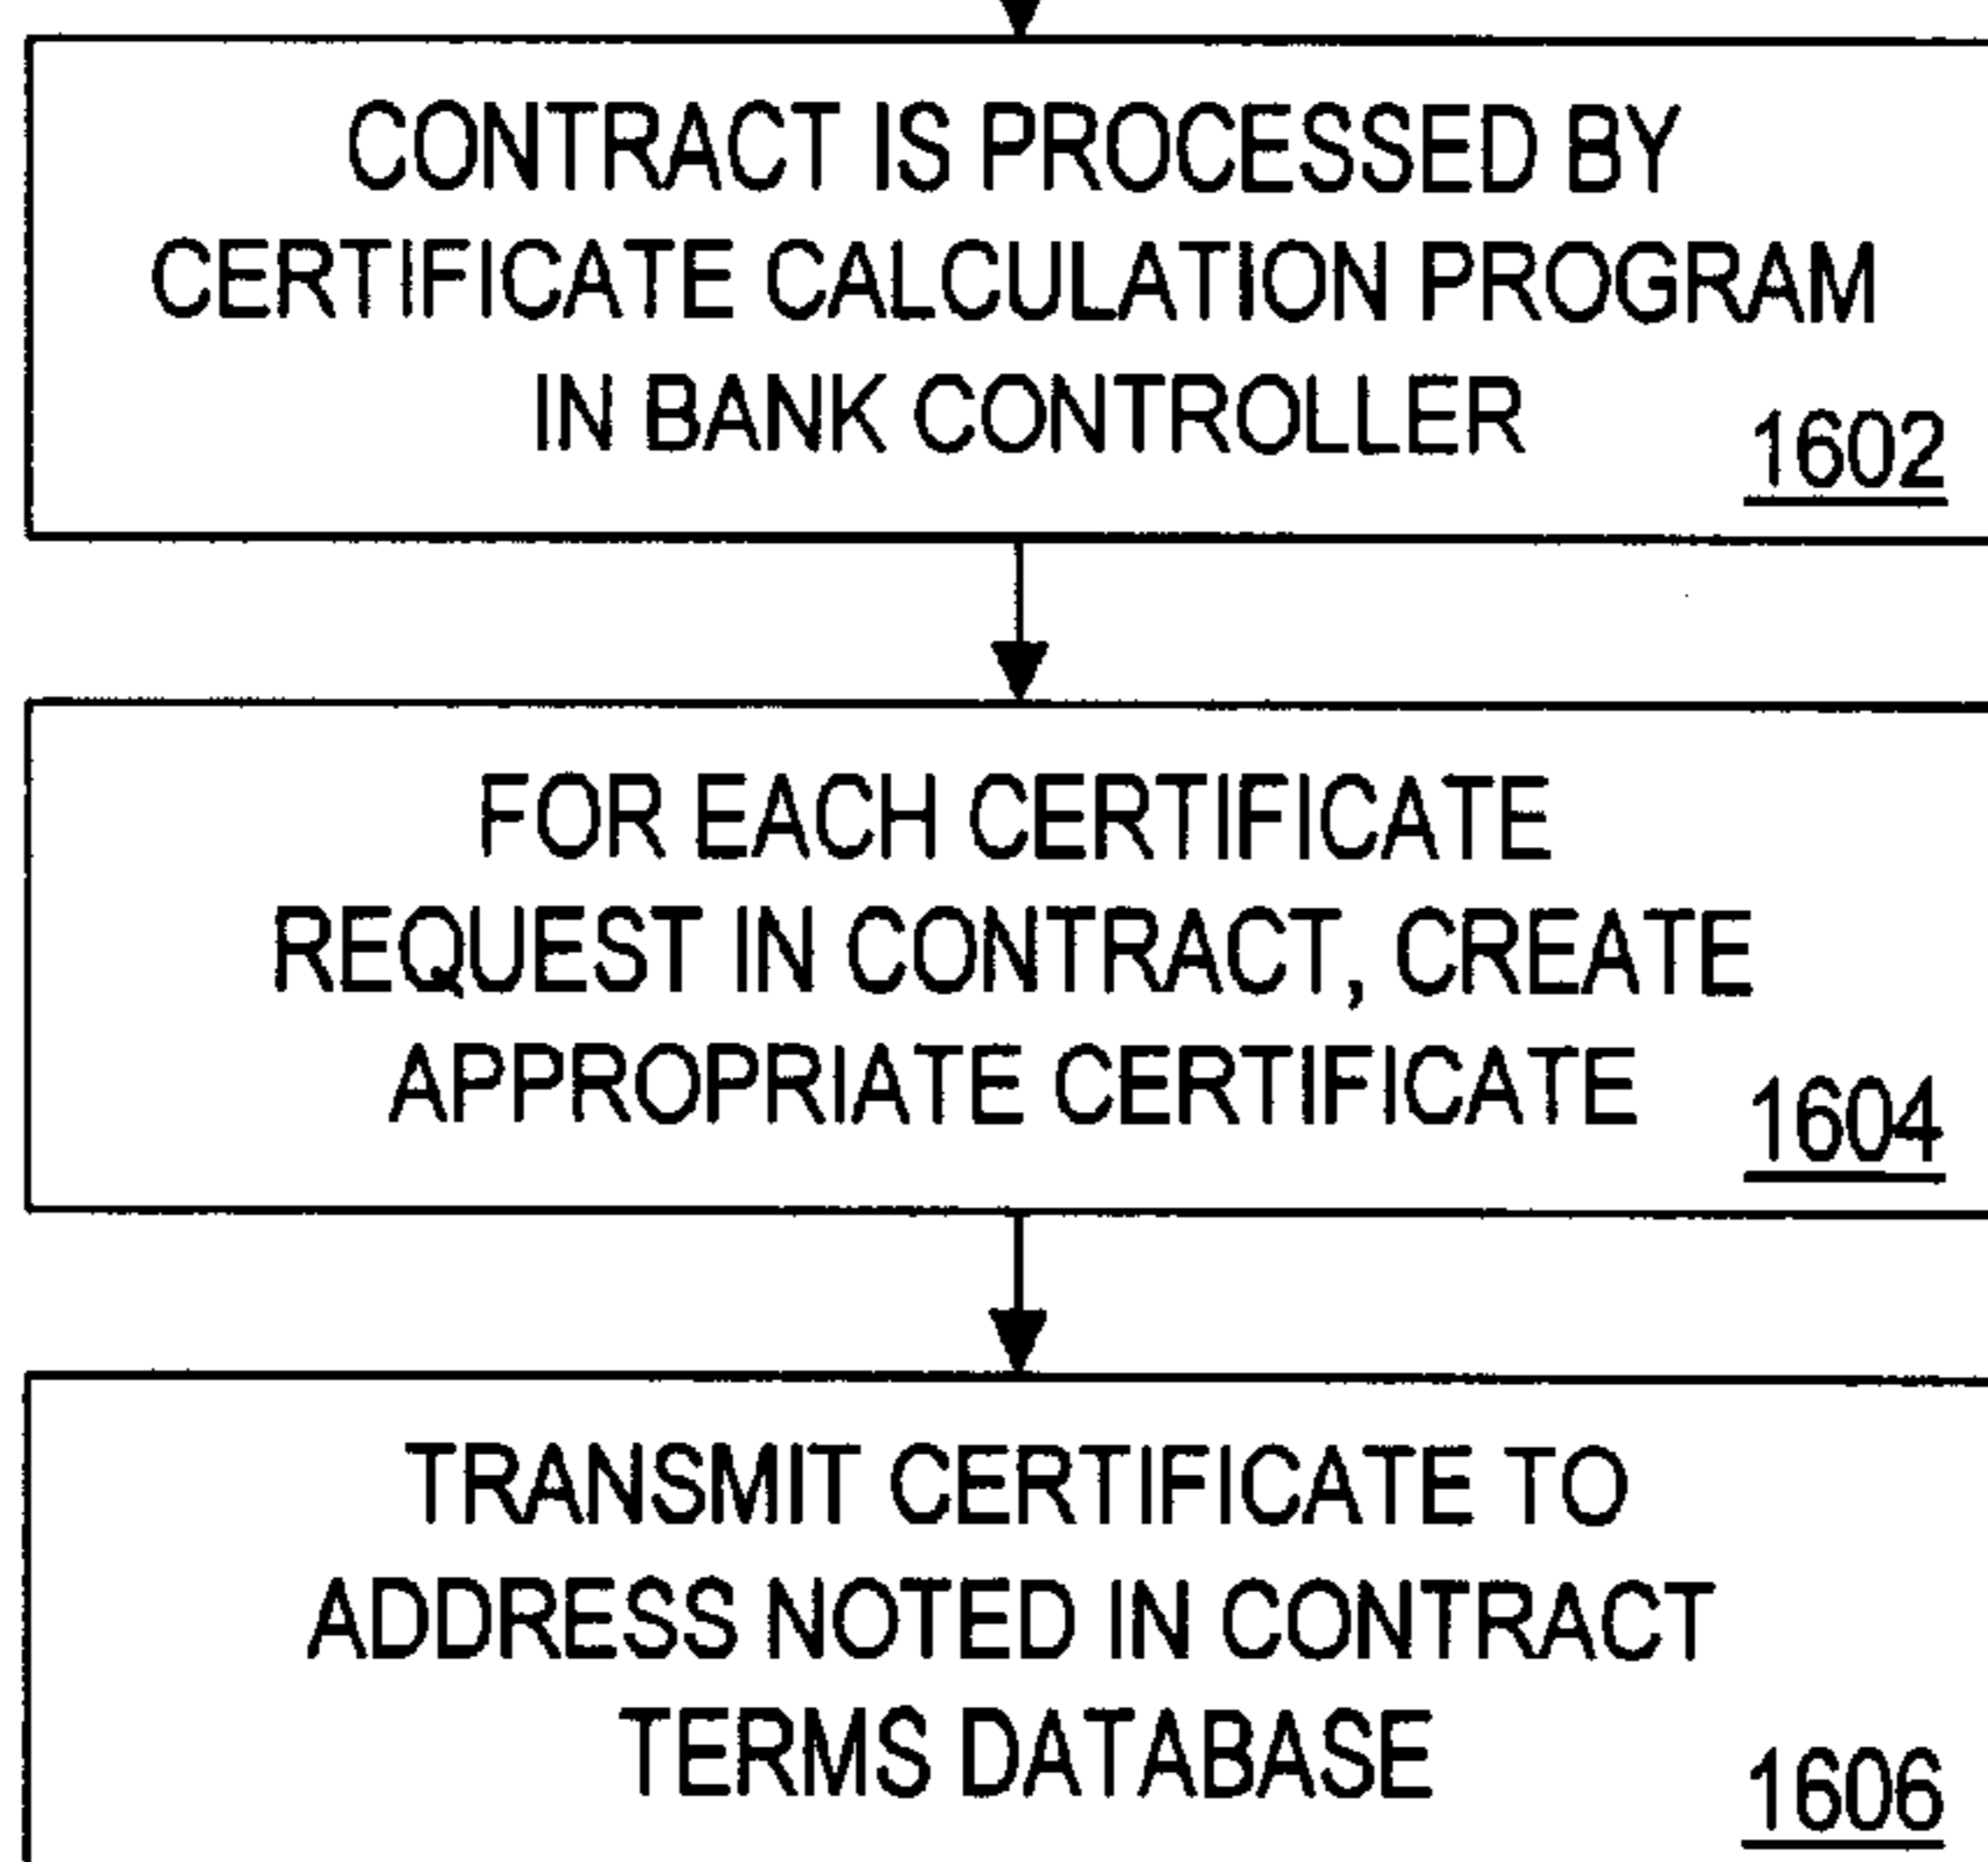 CONTRACT IS PROCESSED BY
CERTIFICATE CALCULATION PROGRAM
IN BANK CONTROLLER
1602
FOR EACH CERTIFICATE
REQUEST IN CONTRACT, CREATE
APPROPRIATE CERTIFICATE
1604
TRANSMIT CERTIFICATE TO
ADDRESS NOTED IN CONTRACT
TERMS DATABASE
1606